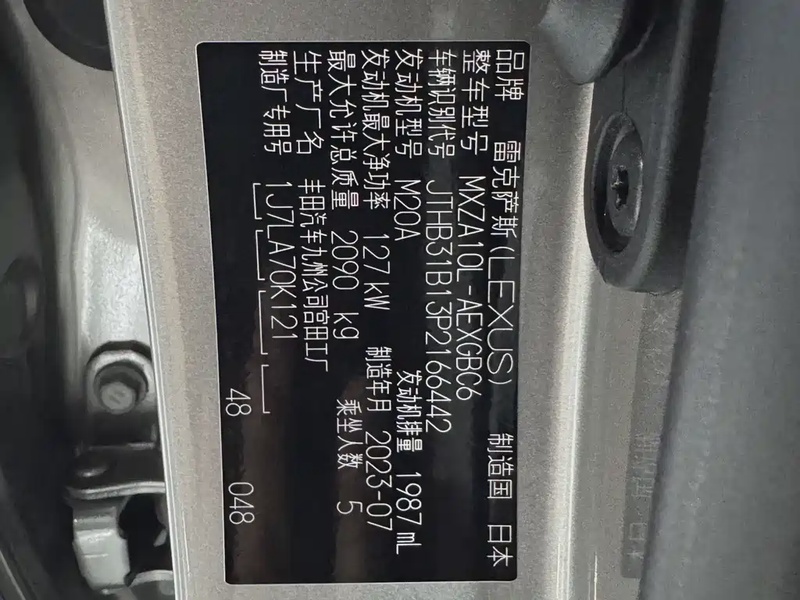 品牌 雷克萨斯(LEXUS) 制造国 日本
整车型号 MXZA10L-AEXGBC6
车辆识别代号 JTHB31B13P2166442
发动机型号 M20A 发动机排量 1987 mL
发动机最大净功率 127 kW 制造年月 2023-07
最大允许总质量 2090 kg 乘坐人数 5
生产厂名 丰田汽车九州公司宫田工厂
制造厂专用号 1J7LA70K121
48 048